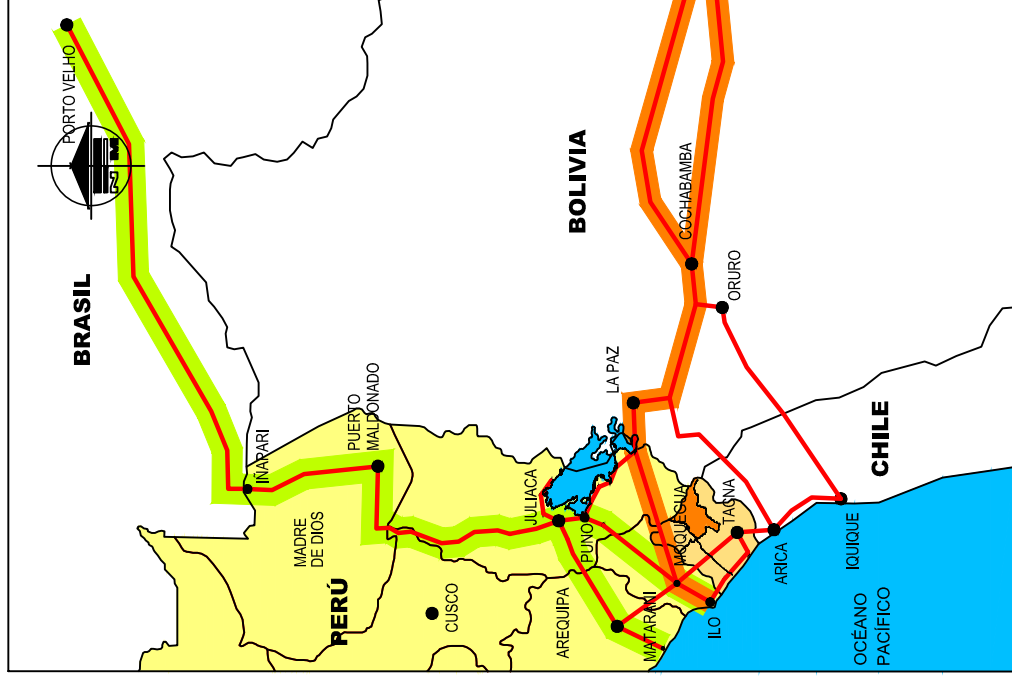 PORTO VELHO
N M
BRASIL
BOLIVIA
COCHABAMBA
ORURO
LA PAZ
PUERTO
MALDONADO
IÑAPARI
CHILE
JULIACA
MADRE
DE DIOS
PUNO
MOQUEGUA
TACNA
ARICA
IQUIQUE
PERÚ
CUSCO
AREQUIPA
MATARANI
ILO
OCÉANO
PACÍFICO